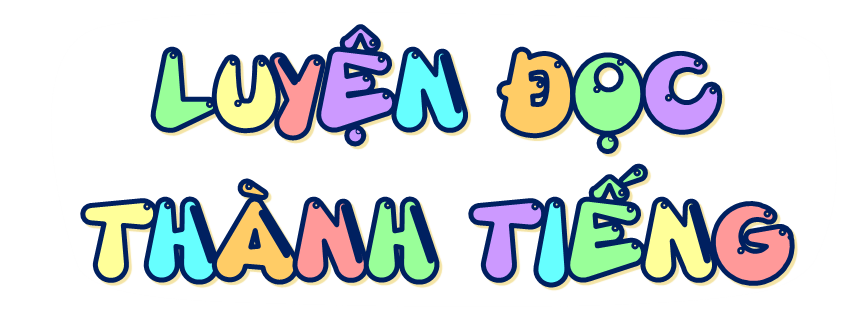 LUYỆN ĐỌC
THÀNH TIẾNG